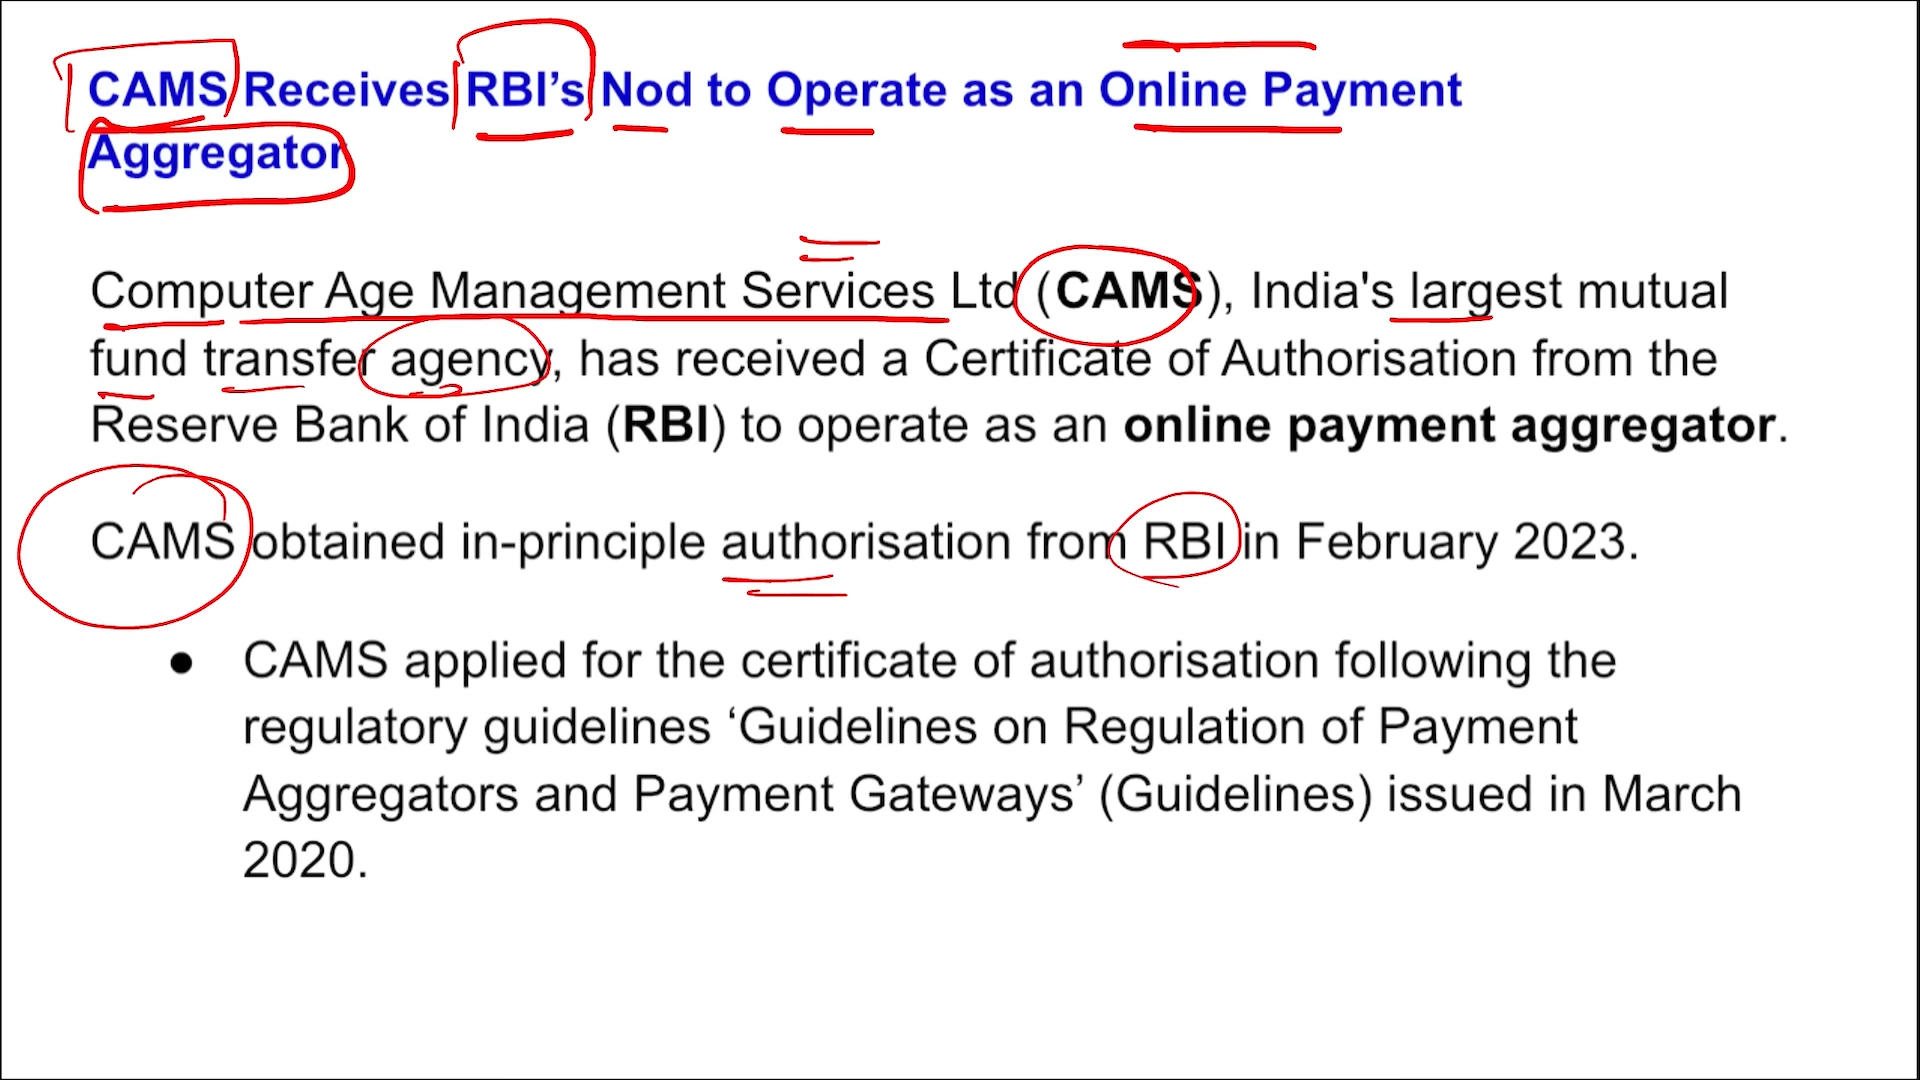 CAMS Receives RBI’s Nod to Operate as an Online Payment
Aggregator
Computer Age Management Services Ltd (CAMS), India's largest mutual
fund transfer agency, has received a Certificate of Authorisation from the
Reserve Bank of India (RBI) to operate as an online payment aggregator.
CAMS obtained in-principle authorisation from RBI in February 2023.
● CAMS applied for the certificate of authorisation following the
regulatory guidelines ‘Guidelines on Regulation of Payment
Aggregators and Payment Gateways’ (Guidelines) issued in March
2020.